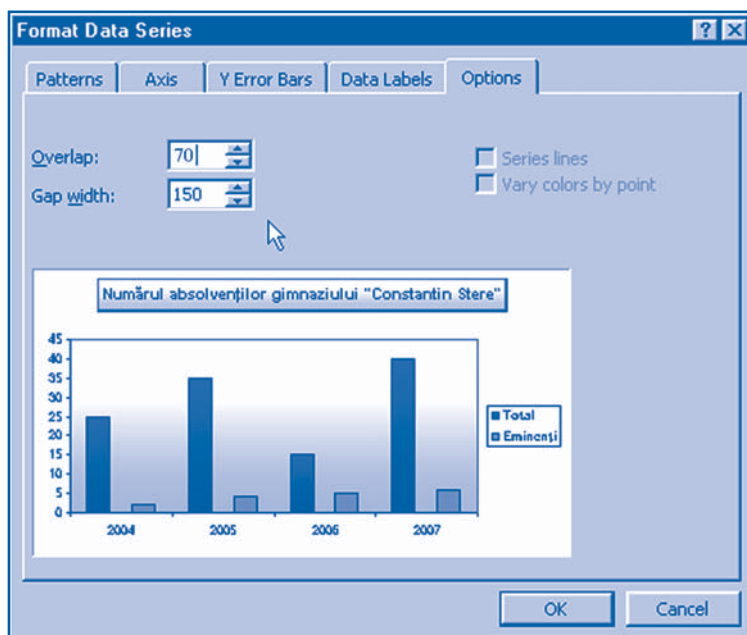 Format Data Series
Patterns Axis Y Error Bars Data Labels Options
Overlap: 70 Series lines
Gap width: 150 Vary colors by point
Numărul absolvenților gimnaziului "Constantin Stere"
45
40
35
30
25
20
15
10
5
0
2004 2005 2006 2007
Total
Eminenți
OK Cancel